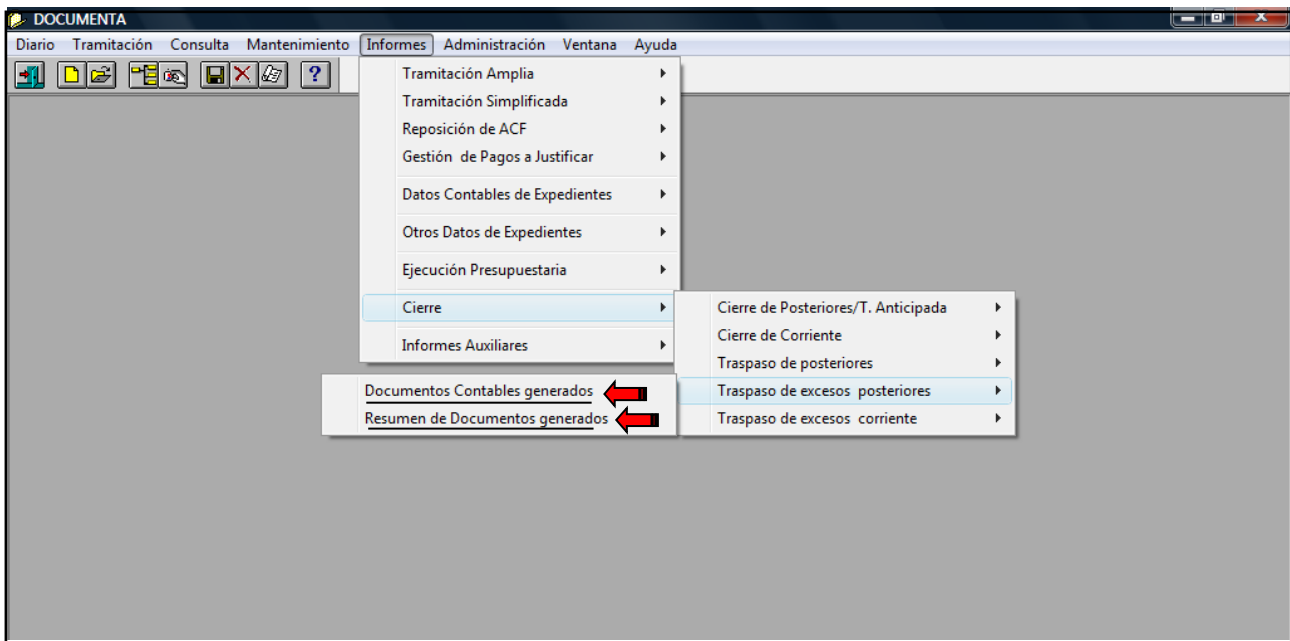 DOCUMENTA
Diario Tramitación Consulta Mantenimiento Informes Administración Ventana Ayuda
?
Tramitación Amplia
Tramitación Simplificada
Reposición de ACF
Gestión de Pagos a Justificar
Datos Contables de Expedientes
Otros Datos de Expedientes
Ejecución Presupuestaria
Cierre
Informes Auxiliares
Cierre de Posteriores/T. Anticipada
Cierre de Corriente
Traspaso de posteriores
Traspaso de excesos posteriores
Traspaso de excesos corriente
Documentos Contables generados
Resumen de Documentos generados